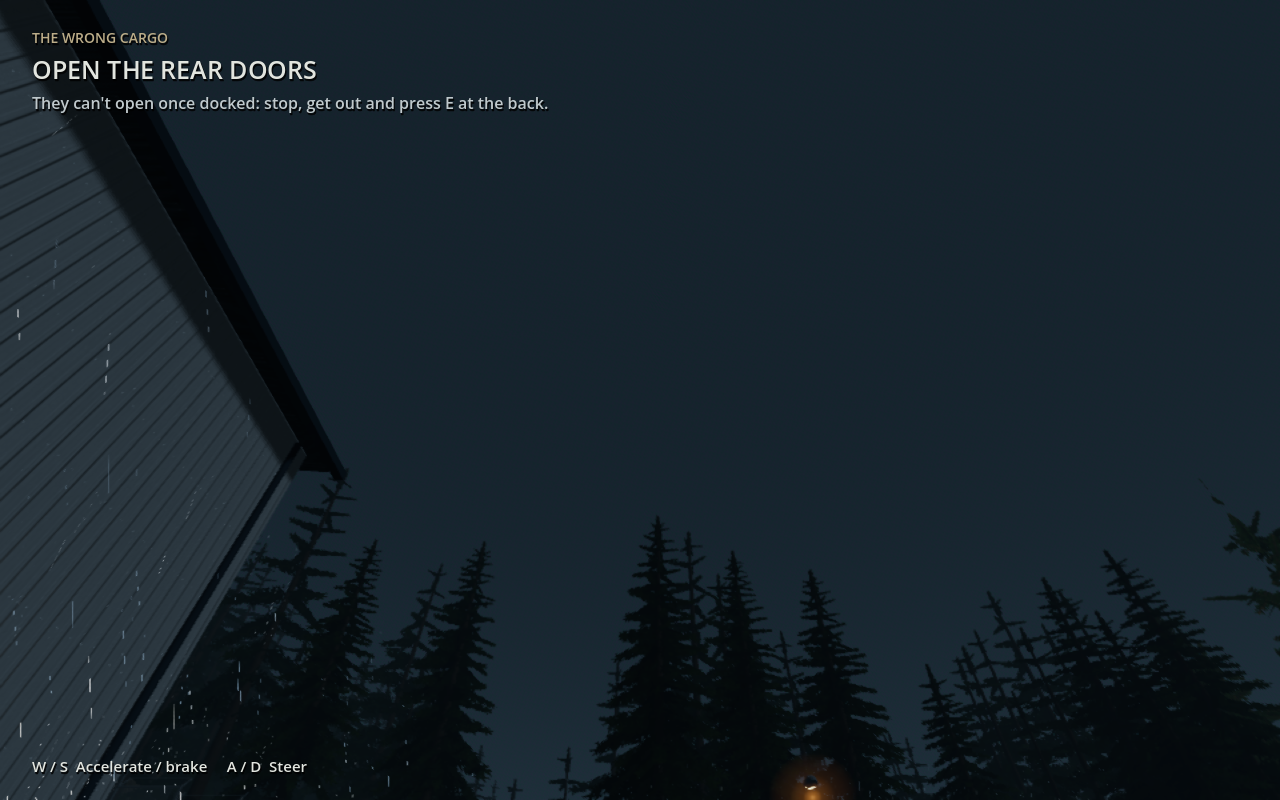 THE WRONG CARGO
OPEN THE REAR DOORS
They can't open once docked: stop, get out and press E at the back.
W / S Accelerate / brake A / D Steer